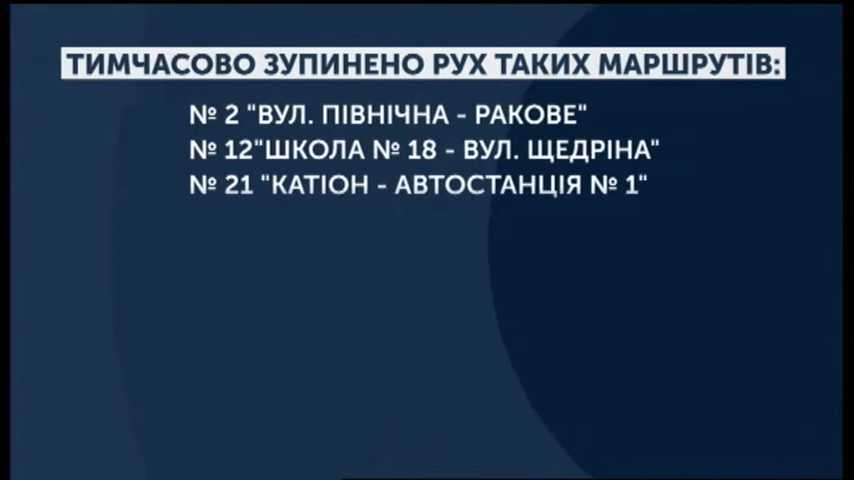 ТИМЧАСОВО ЗУПИНЕНО РУХ ТАКИХ МАРШРУТІВ:
№ 2 "ВУЛ. ПІВНІЧНА - РАКОВЕ"
№ 12"ШКОЛА № 18 - ВУЛ. ЩЕДРІНА"
№ 21 "КАТІОН - АВТОСТАНЦІЯ № 1"